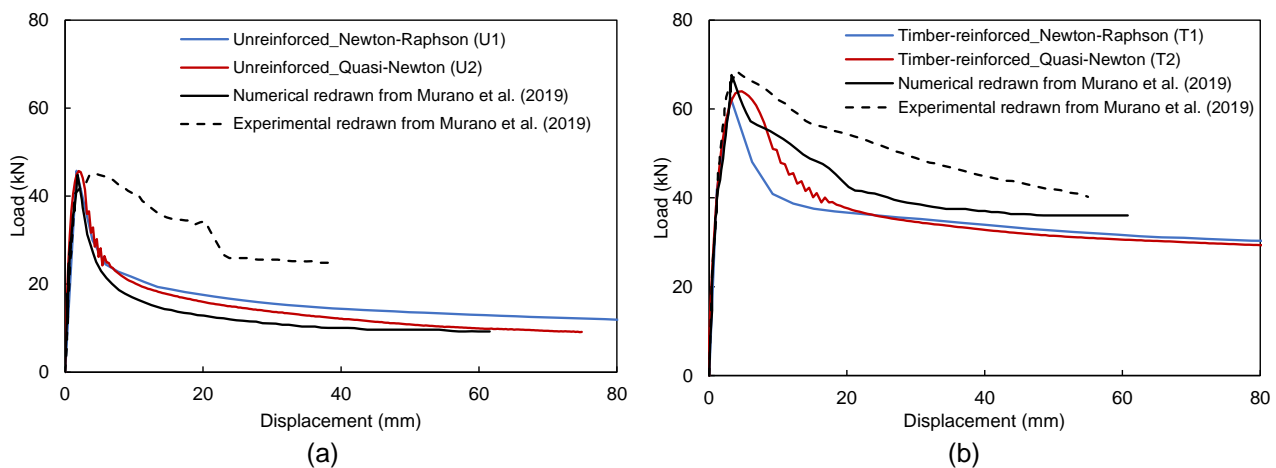 80
60
40
20
0
Load (kN)
Unreinforced_Newton-Raphson (U1)
Unreinforced_Quasi-Newton (U2)
Numerical redrawn from Murano et al. (2019)
Experimental redrawn from Murano et al. (2019)
0 20 40 60 80
Displacement (mm)
(a)
80
60
40
20
0
Load (kN)
Timber-reinforced_Newton-Raphson (T1)
Timber-reinforced_Quasi-Newton (T2)
Numerical redrawn from Murano et al. (2019)
Experimental redrawn from Murano et al. (2019)
0 20 40 60 80
Displacement (mm)
(b)